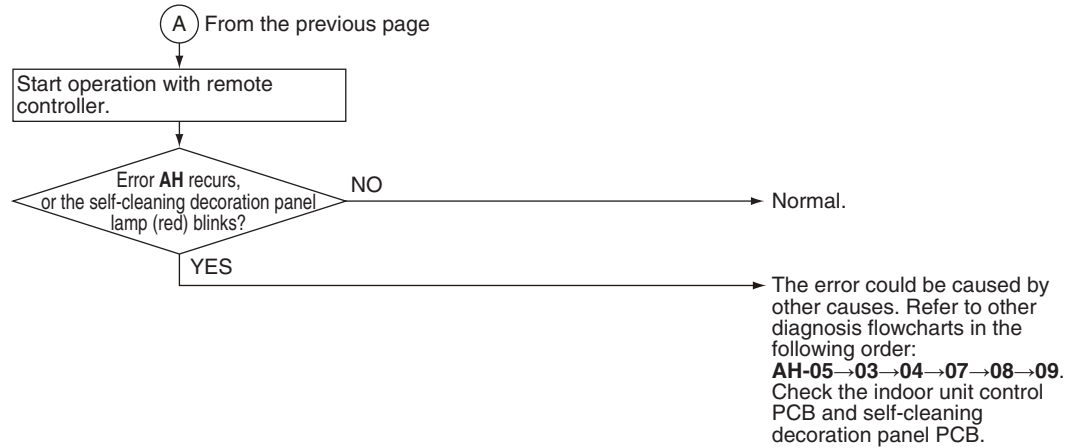 A From the previous page
Start operation with remote
controller.
Error AH recurs,
or the self-cleaning decoration panel
lamp (red) blinks?
NO
Normal.
YES
The error could be caused by
other causes. Refer to other
diagnosis flowcharts in the
following order:
AH-05→03→04→07→08→09.
Check the indoor unit control
PCB and self-cleaning
decoration panel PCB.